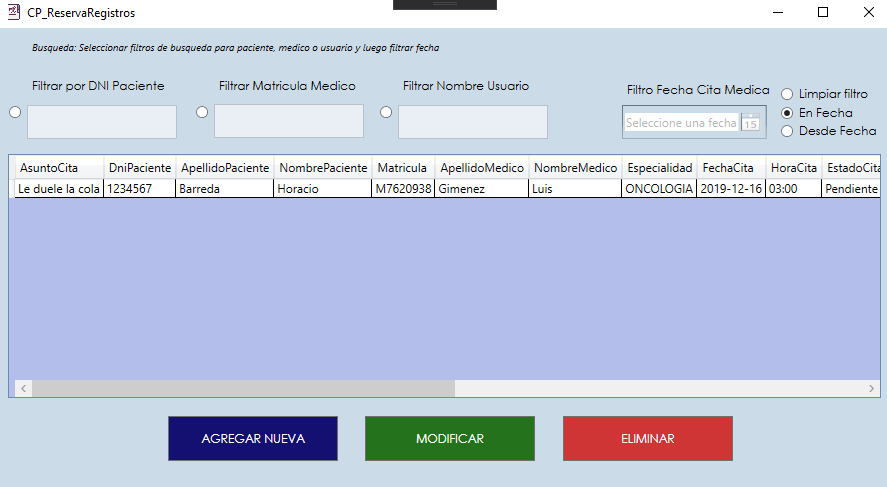 CP_ReservaRegistros
Busqueda: Seleccionar filtros de busqueda para paciente, medico o usuario y luego filtrar fecha
Filtrar por DNI Paciente
Filtrar Matricula Medico
Filtrar Nombre Usuario
Filtro Fecha Cita Medica
Limpiar filtro
En Fecha
Desde Fecha
Seleccione una fecha 15
AsuntoCita DniPaciente ApellidoPaciente NombrePaciente Matricula ApellidoMedico NombreMedico Especialidad FechaCita HoraCita EstadoCita
Le duele la cola 1234567 Barreda Horacio M7620938 Gimenez Luis ONCOLOGIA 2019-12-16 03:00 Pendiente
AGREGAR NUEVA
MODIFICAR
ELIMINAR